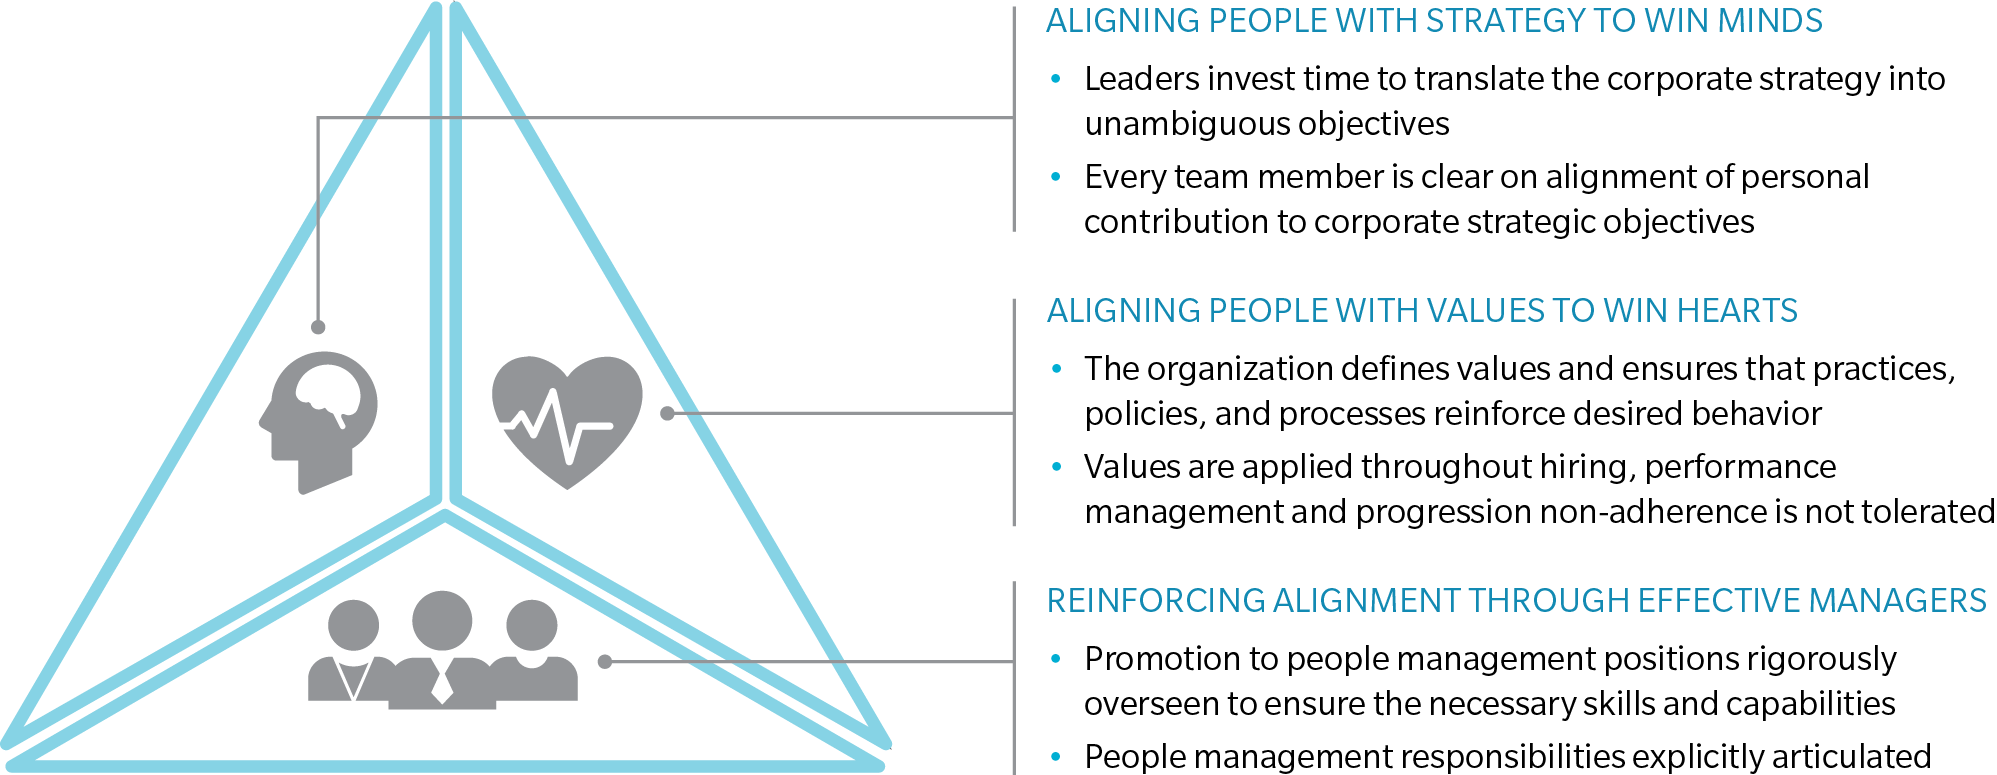 ALIGNING PEOPLE WITH STRATEGY TO WIN MINDS
• Leaders invest time to translate the corporate strategy into
unambiguous objectives
• Every team member is clear on alignment of personal
contribution to corporate strategic objectives
ALIGNING PEOPLE WITH VALUES TO WIN HEARTS
• The organization defines values and ensures that practices,
policies, and processes reinforce desired behavior
• Values are applied throughout hiring, performance
management and progression non-adherence is not tolerated
REINFORCING ALIGNMENT THROUGH EFFECTIVE MANAGERS
• Promotion to people management positions rigorously
overseen to ensure the necessary skills and capabilities
• People management responsibilities explicitly articulated